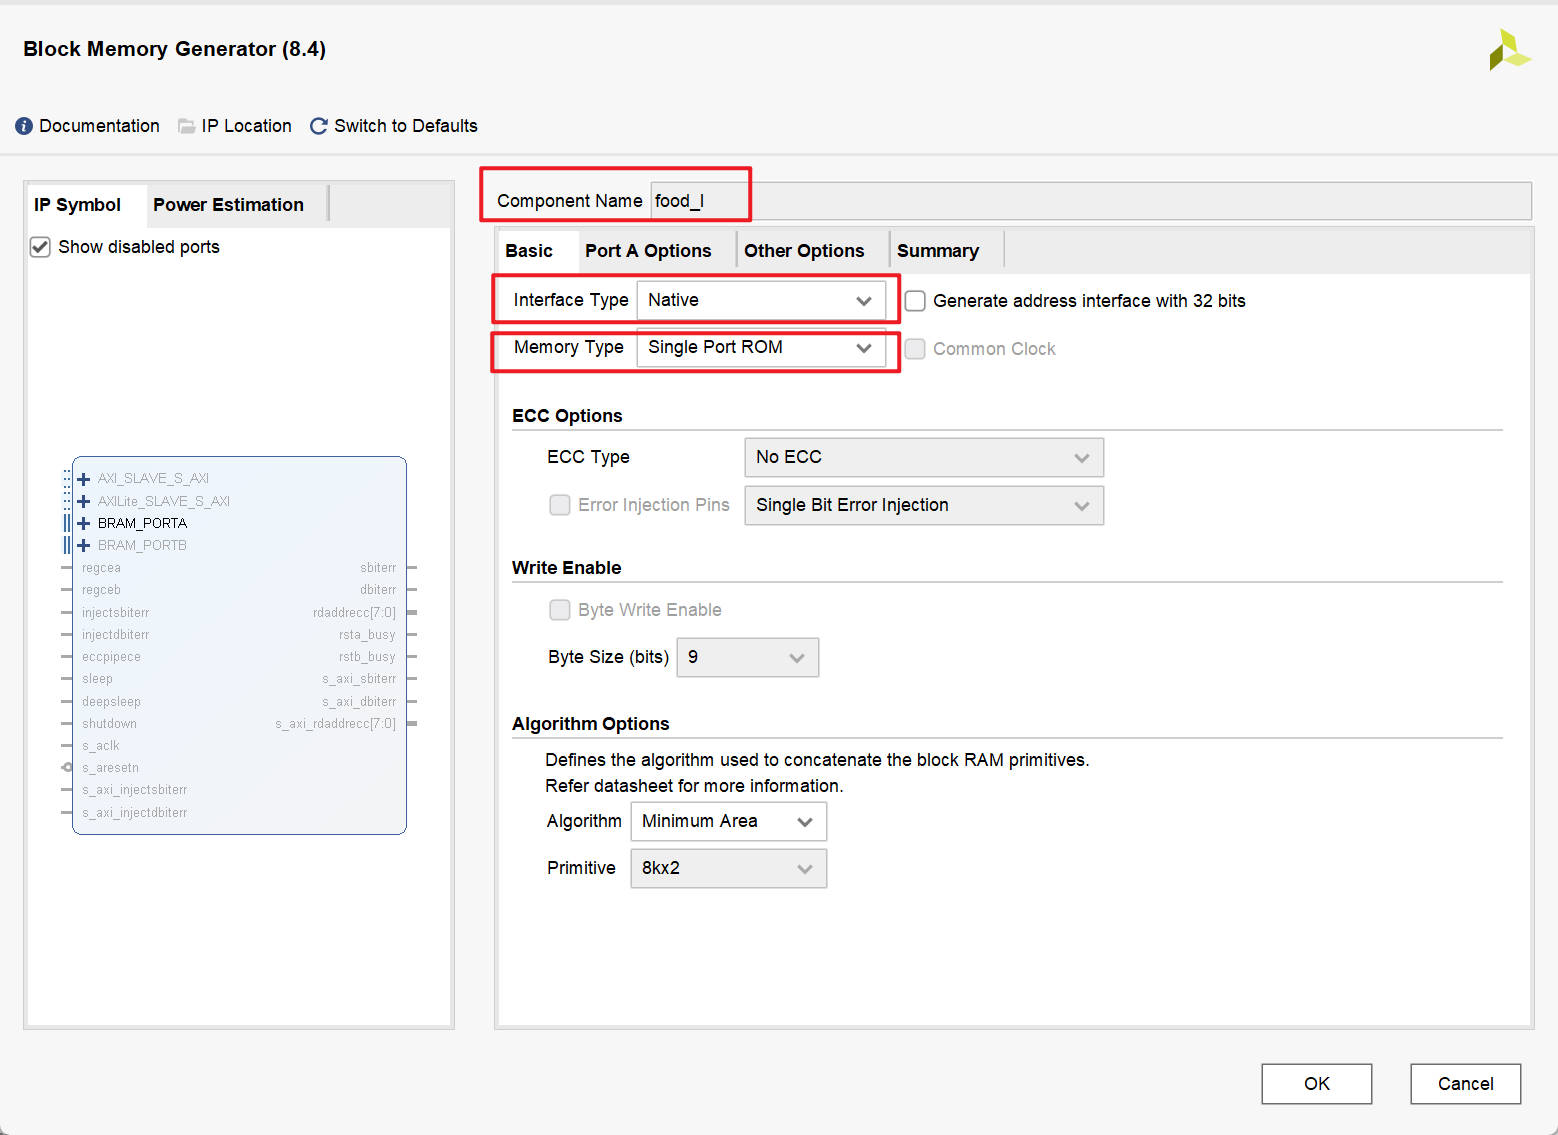 Block Memory Generator (8.4)
Documentation IP Location Switch to Defaults
IP Symbol Power Estimation
Show disabled ports
AXI_SLAVE_S_AXI
AXILite_SLAVE_S_AXI
BRAM_PORTA
BRAM_PORTB
regcea sbiterr
regceb dbiterr
injectsbiterr rdaddrecc[7:0]
injectdbiterr rsta_busy
eccpipece rstb_busy
sleep s_axi_sbiterr
deepsleep s_axi_dbiterr
shutdown s_axi_rdaddrecc[7:0]
s_aclk
s_aresetn
s_axi_injectsbiterr
s_axi_injectdbiterr
Component Name food_l
Basic Port A Options Other Options Summary
Interface Type Native Generate address interface with 32 bits
Memory Type Single Port ROM Common Clock
ECC Options
ECC Type No ECC
Error Injection Pins Single Bit Error Injection
Write Enable
Byte Write Enable
Byte Size (bits) 9
Algorithm Options
Defines the algorithm used to concatenate the block RAM primitives.
Refer datasheet for more information.
Algorithm Minimum Area
Primitive 8kx2
OK Cancel